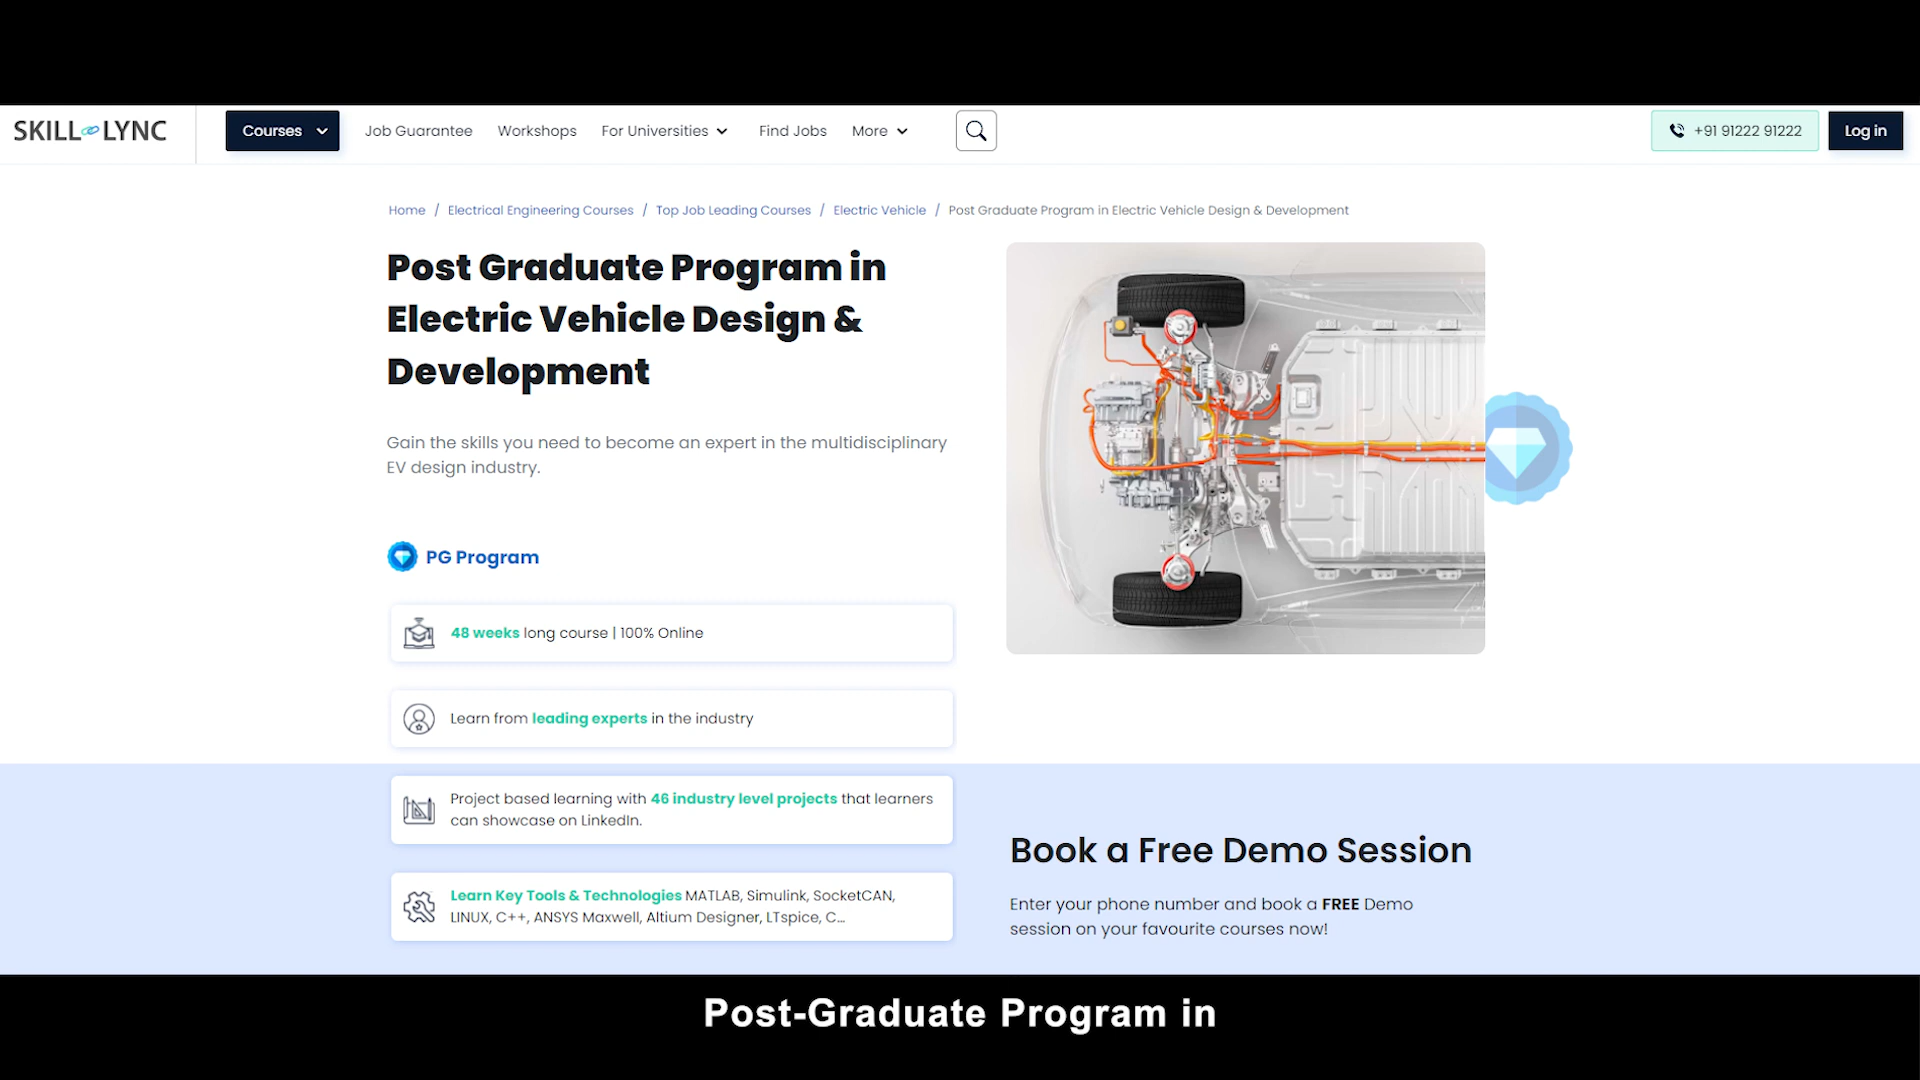 SKILL LYNC
Courses
Job Guarantee
Workshops
For Universities
Find Jobs
More
+91 91222 91222
Log in
Home / Electrical Engineering Courses / Top Job Leading Courses / Electric Vehicle / Post Graduate Program in Electric Vehicle Design & Development
Post Graduate Program in
Electric Vehicle Design &
Development
Gain the skills you need to become an expert in the multidisciplinary
EV design industry.
PG Program
48 weeks long course | 100% Online
Learn from leading experts in the industry
Project based learning with 46 industry level projects that learners
can showcase on LinkedIn.
Learn Key Tools & Technologies MATLAB, Simulink, SocketCAN,
LINUX, C++, ANSYS Maxwell, Altium Designer, LTspice, C...
Book a Free Demo Session
Enter your phone number and book a FREE Demo
session on your favourite courses now!
Post-Graduate Program in